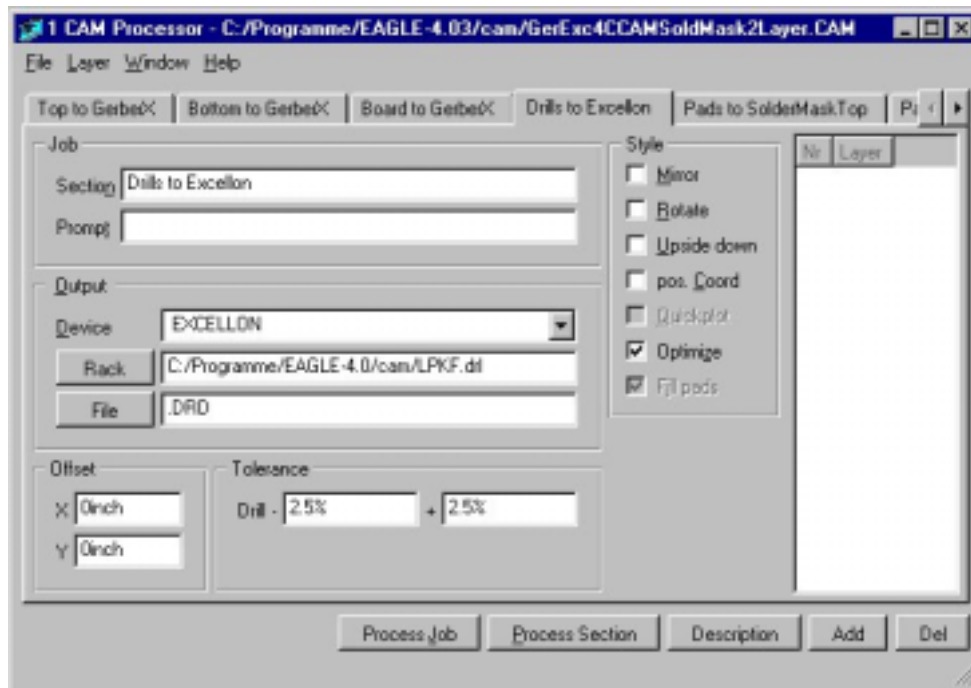 1 CAM Processor - C:/Programme/EAGLE-4.03/cam/GerExc4CCAMSoldMask2Layer.CAM
File Layer Window Help
Top to GerberX Bottom to GerberX Board to GerberX Drills to Excellon Pads to SolderMaskTop Pa
Job
Section Drills to Excellon
Prompt
Style
Mirror
Rotate
Upside down
pos. Coord
Quickplot
Optimize
Fill pads
Nr Layer
Output
Device EXCELLON
Rack C:/Programme/EAGLE-4.0/cam/LPKF.drl
File .DRD
Offset
X 0inch
Y 0inch
Tolerance
Drill - 2.5% + 2.5%
Process Job Process Section Description Add Del